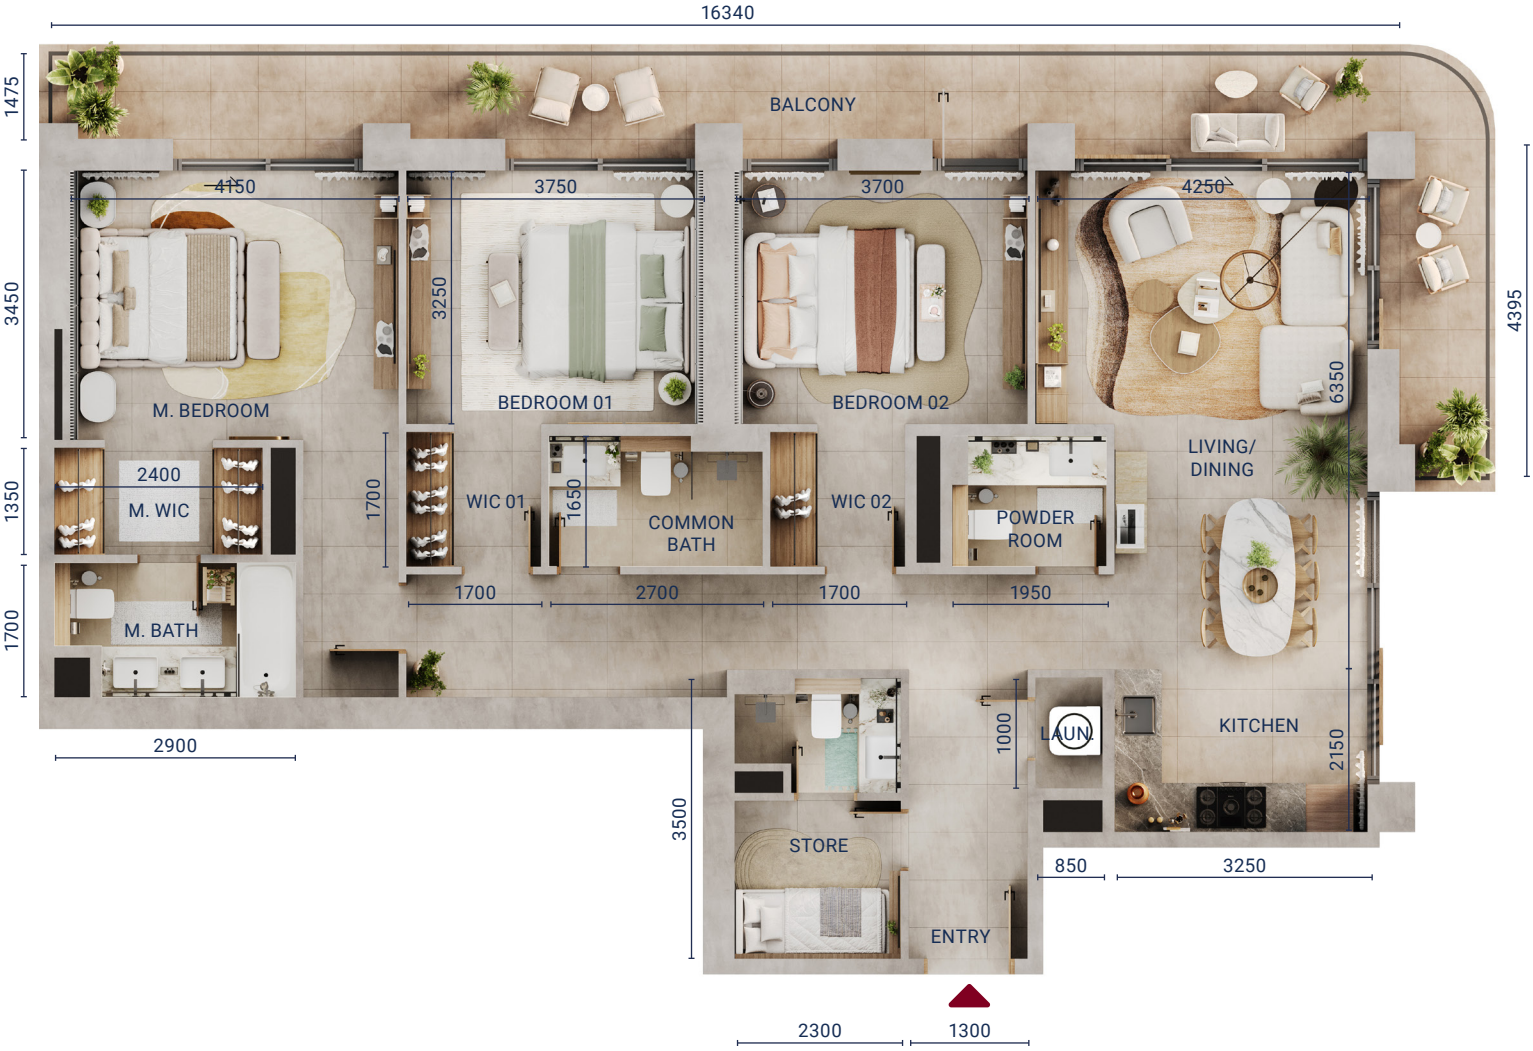 16340
1475
BALCONY
4150
3750
3700
4250
3450
3250
4395
6350
M. BEDROOM
BEDROOM 01
BEDROOM 02
LIVING/
DINING
2400
M. WIC
1350
1700
WIC 01
1650
COMMON
BATH
WIC 02
POWDER
ROOM
1700
2700
1700
1950
1700
M. BATH
2900
1000
LAUN.
KITCHEN
2150
3500
STORE
850
3250
ENTRY
2300
1300